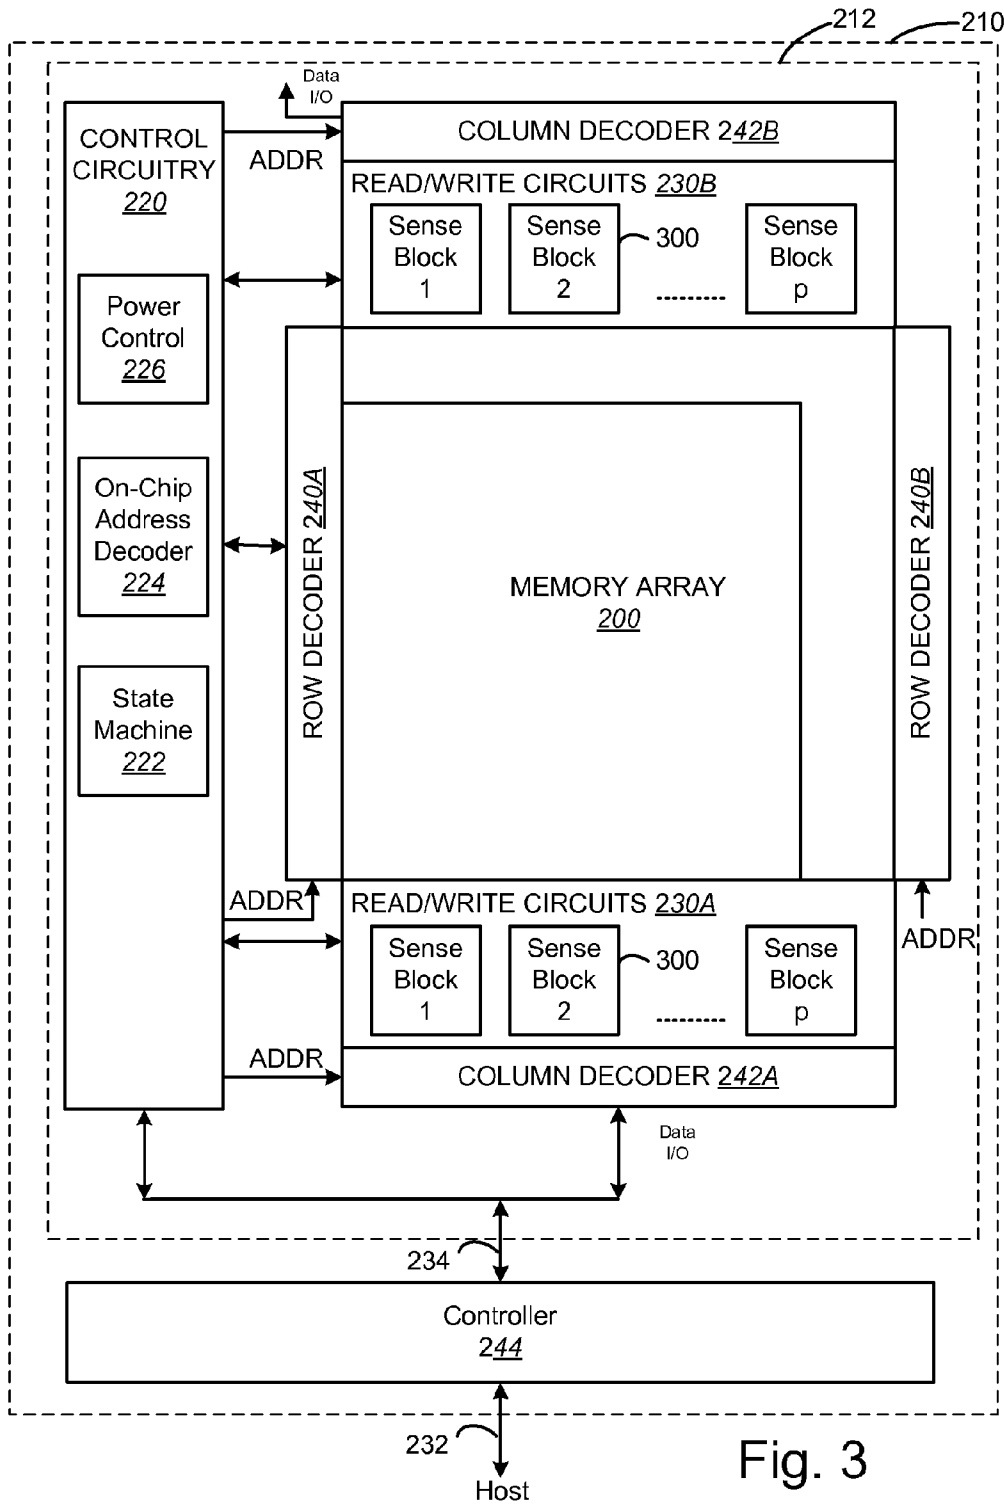 212
210
Data
I/O
CONTROL
CIRCUITRY
220
ADDR
COLUMN DECODER 242B
READ/WRITE CIRCUITS 230B
Sense
Block
1
Sense
Block
2
300
.........
Sense
Block
p
Power
Control
226
On-Chip
Address
Decoder
224
State
Machine
222
ROW DECODER 240A
MEMORY ARRAY
200
ROW DECODER 240B
ADDR
READ/WRITE CIRCUITS 230A
ADDR
Sense
Block
1
Sense
Block
2
300
.........
Sense
Block
p
ADDR
COLUMN DECODER 242A
Data
I/O
234
Controller
244
232
Host
Fig. 3